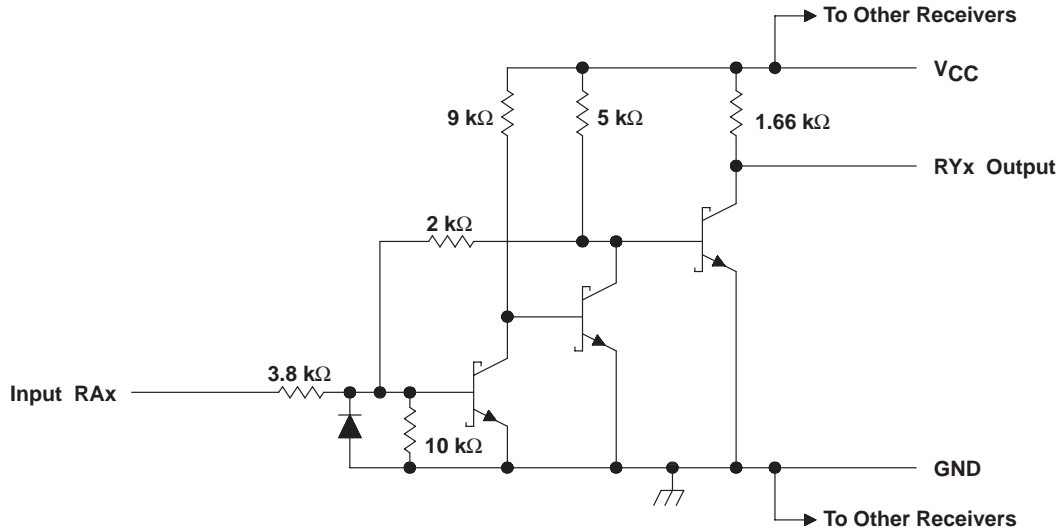 To Other Receivers
VCC
9 kΩ
5 kΩ
1.66 kΩ
RYx Output
2 kΩ
3.8 kΩ
Input RAx
10 kΩ
GND
To Other Receivers